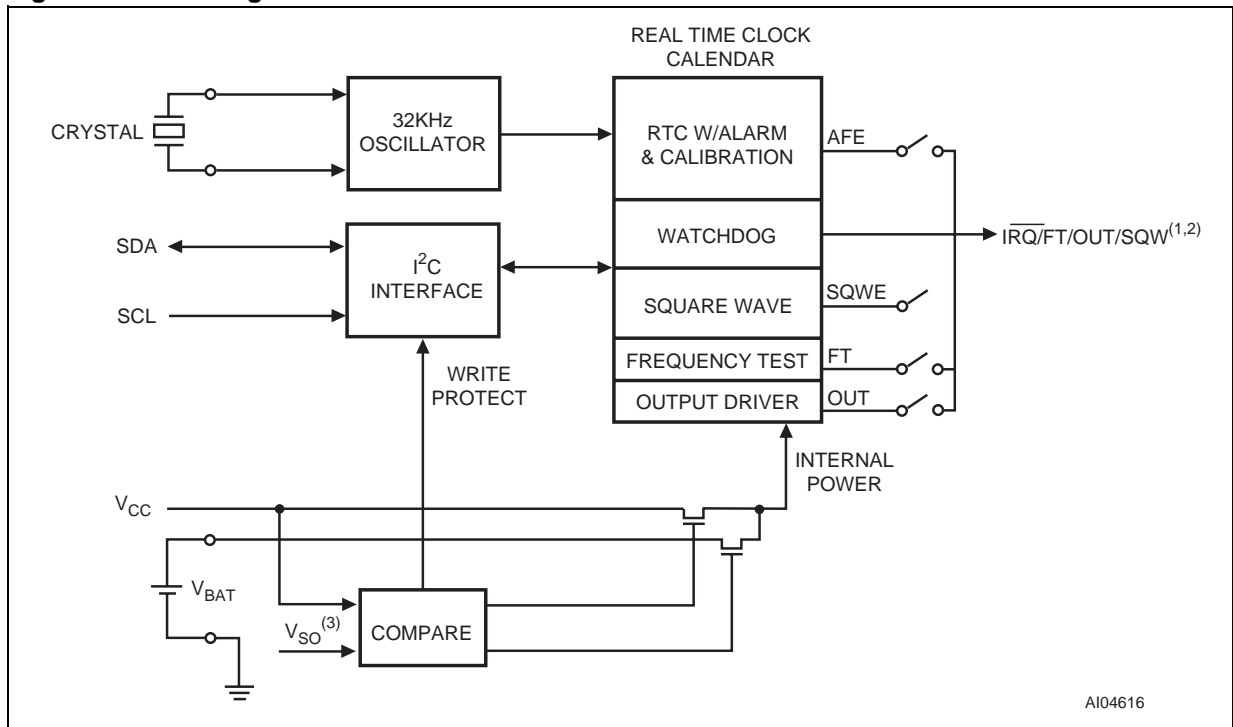 REAL TIME CLOCK
CALENDAR
CRYSTAL
32KHz
OSCILLATOR
RTC W/ALARM
& CALIBRATION
AFE
SDA
SCL
I²C
INTERFACE
WATCHDOG
IRQ/FT/OUT/SQW(1,2)
SQUARE WAVE
SQWE
FREQUENCY TEST
FT
OUTPUT DRIVER
OUT
WRITE
PROTECT
INTERNAL
POWER
VCC
VBAT
VSO(3)
COMPARE
AI04616